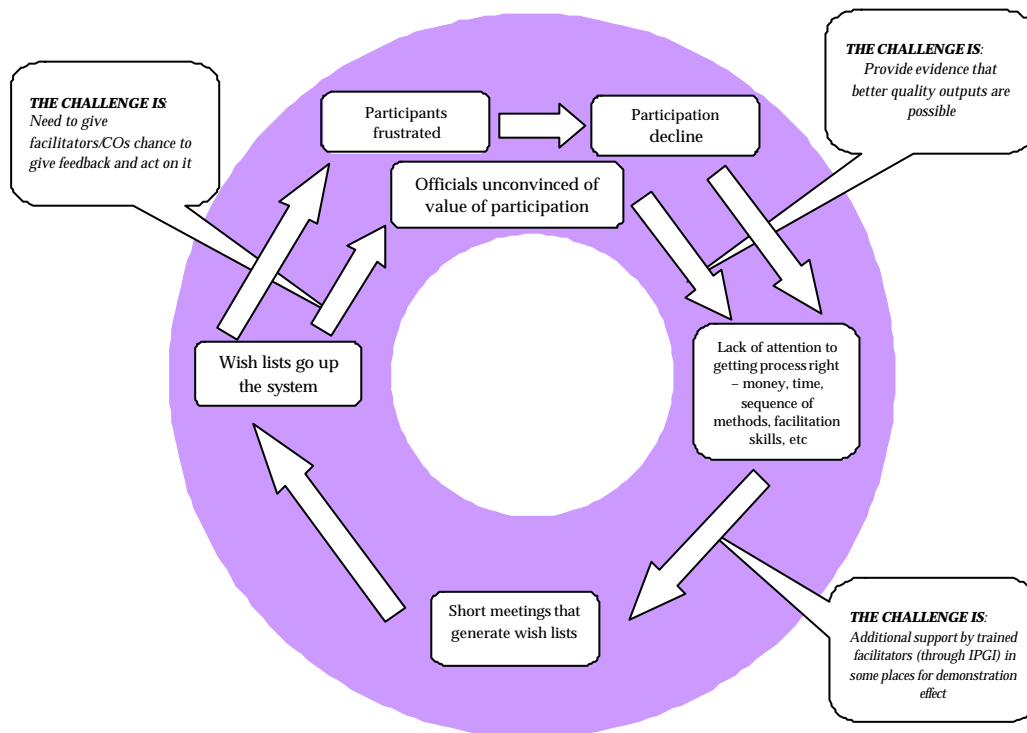 THE CHALLENGE IS:
Need to give
facilitators/COs chance to
give feedback and act on it
Participants
frustrated
Participation
decline
THE CHALLENGE IS:
Provide evidence that
better quality outputs are
possible
Officials unconvinced of
value of participation
Wish lists go up
the system
Lack of attention to
getting process right
– money, time,
sequence of
methods, facilitation
skills, etc
Short meetings that
generate wish lists
THE CHALLENGE IS:
Additional support by trained
facilitators (through IPGI) in
some places for demonstration
effect